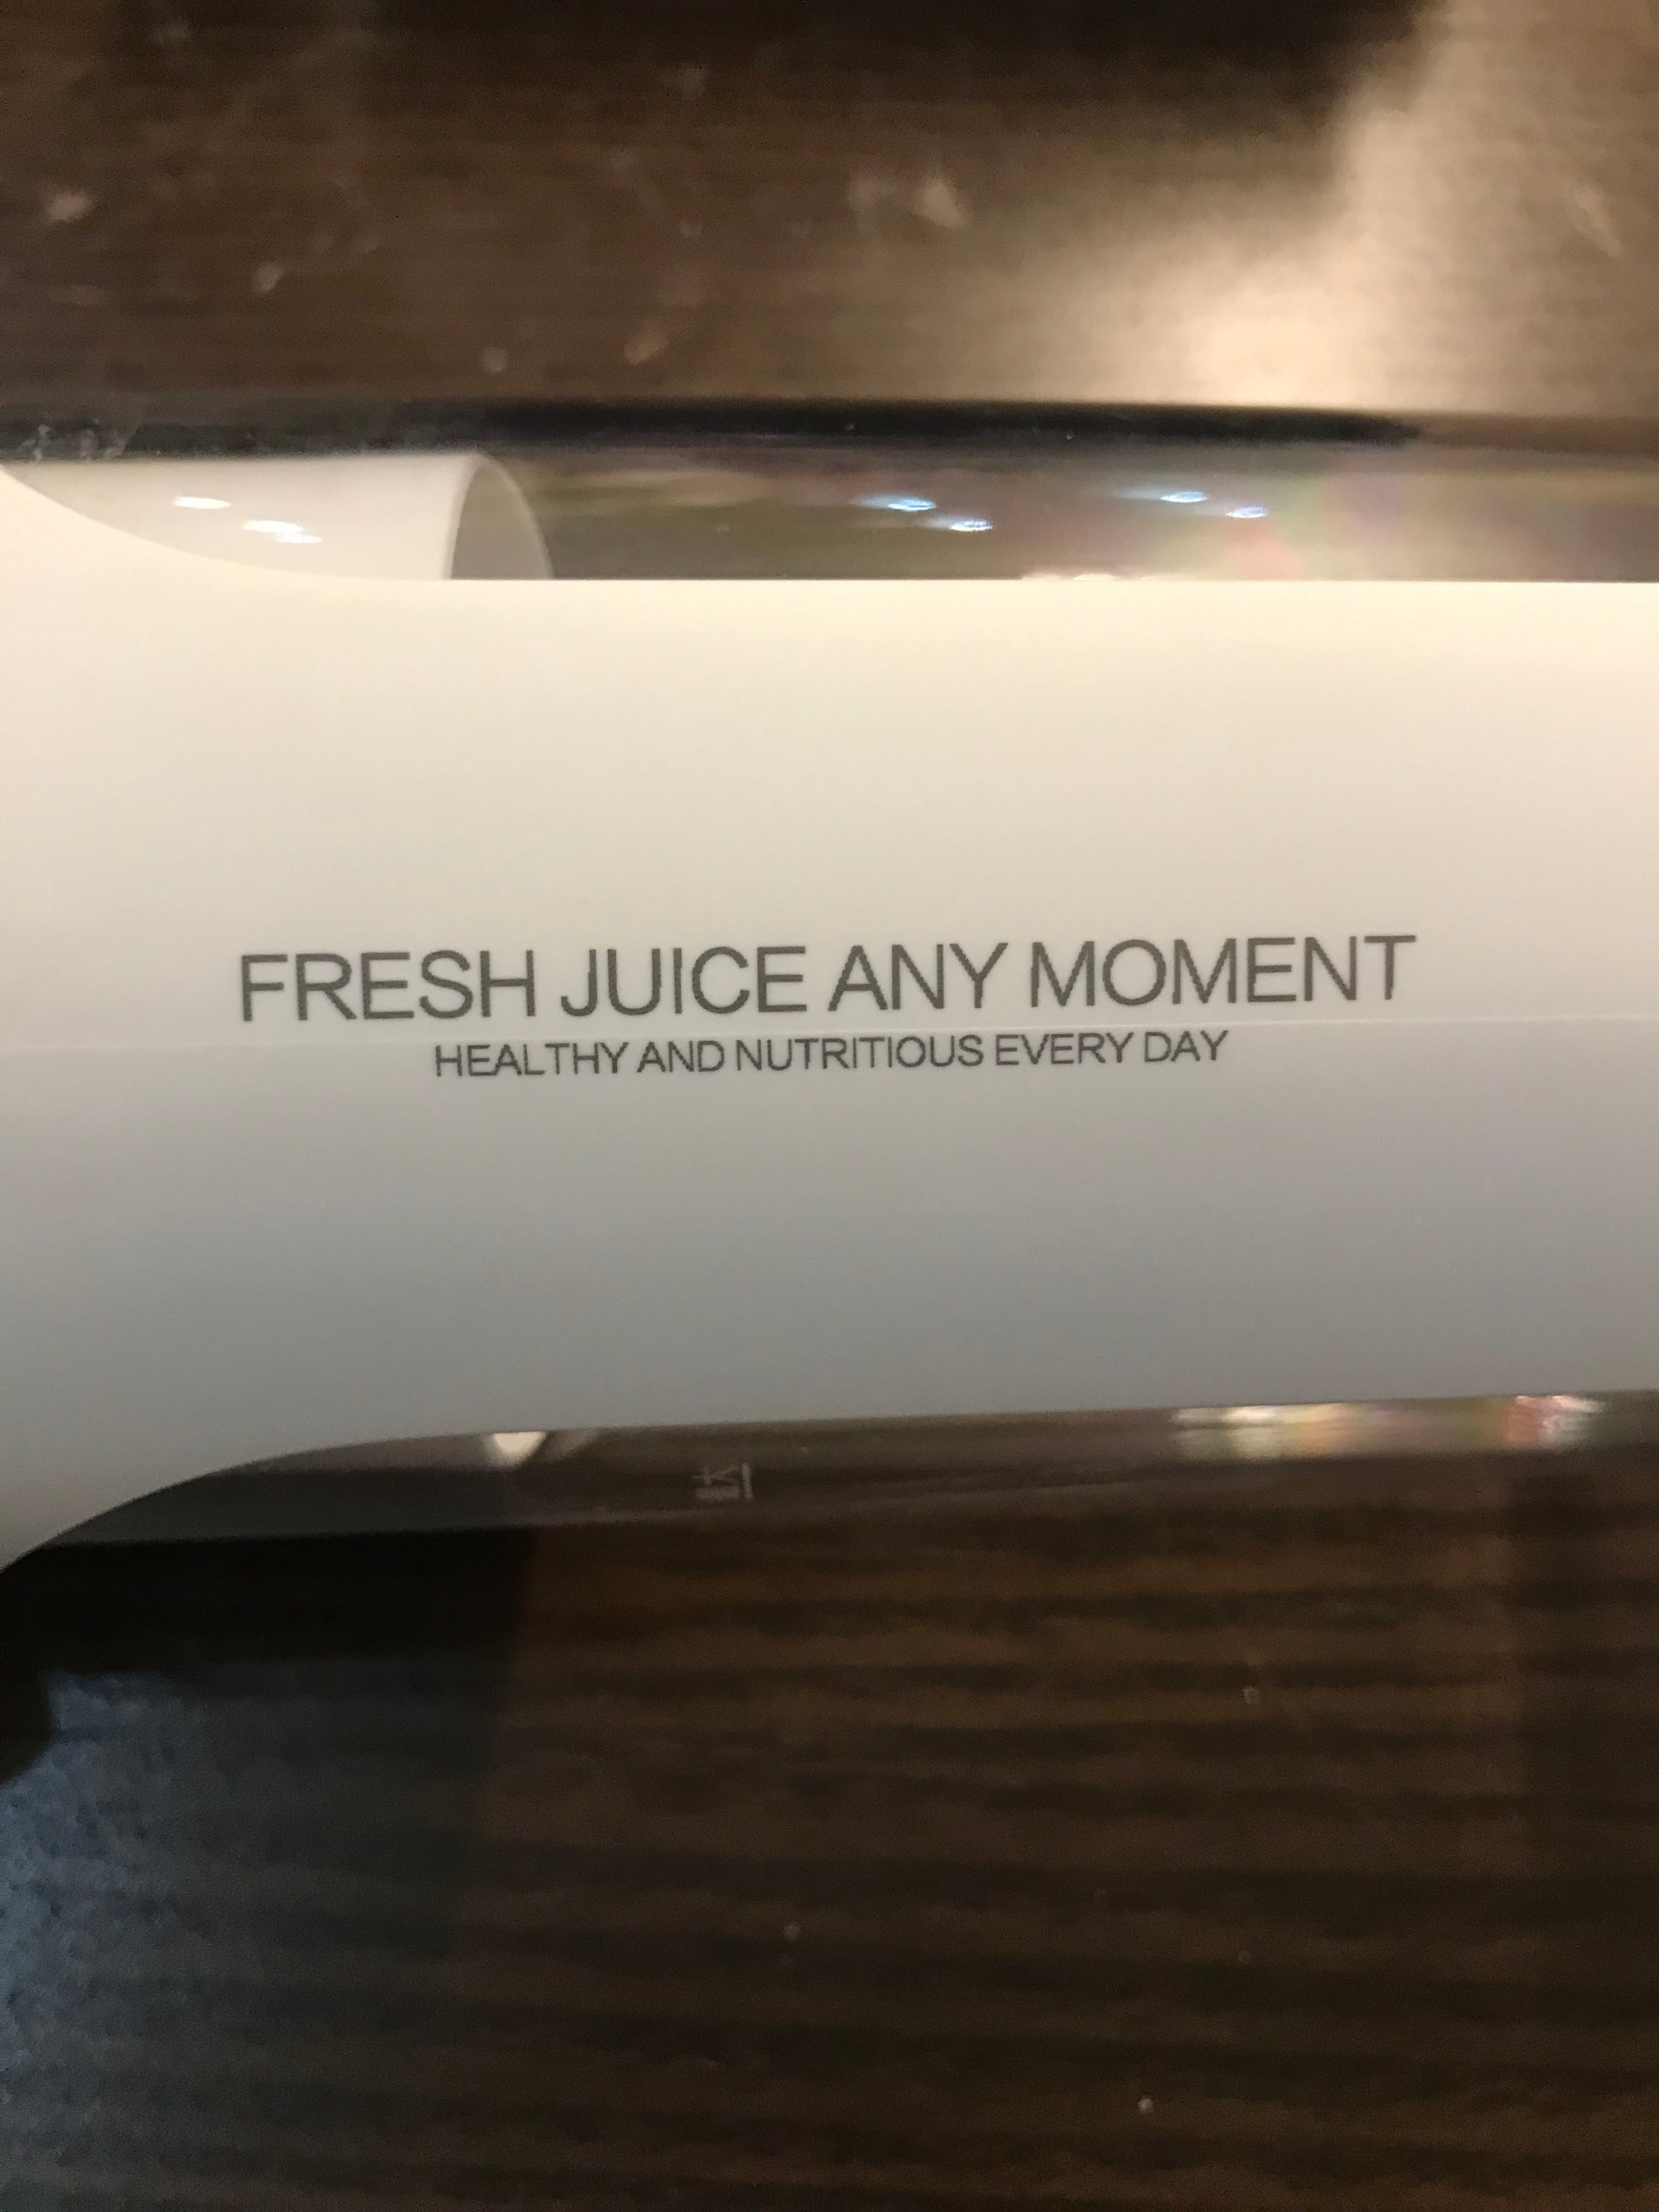 FRESH JUICE ANY MOMENT
HEALTHY AND NUTRITIOUS EVERY DAY